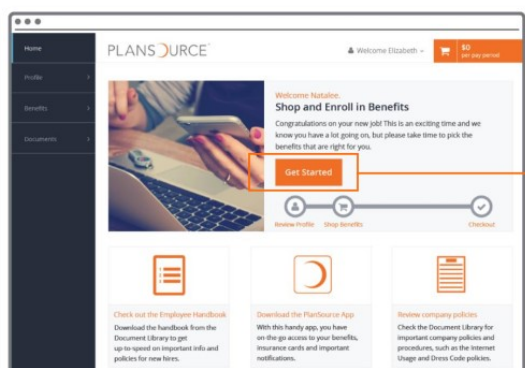 Home
Profile
Benefits
Documents
PLANSOURCE
Welcome Elizabeth
$0
per pay period
Welcome Natalee,
Shop and Enroll in Benefits
Congratulations on your new job! This is an exciting time and we
know you have a lot going on, but please take time to pick the
benefits that are right for you.
Get Started
Review Profile
Shop Benefits
Checkout
Check out the Employee Handbook
Download the handbook from the
Document Library to get
up-to-speed on important info and
policies for new hires.
Download the PlanSource App
With this handy app, you have
on the go access to your benefits,
insurance cards and important
notifications.
Review company policies
Check the Document Library for
important company policies and
procedures, such as the Internet
Usage and Dress Code policies.